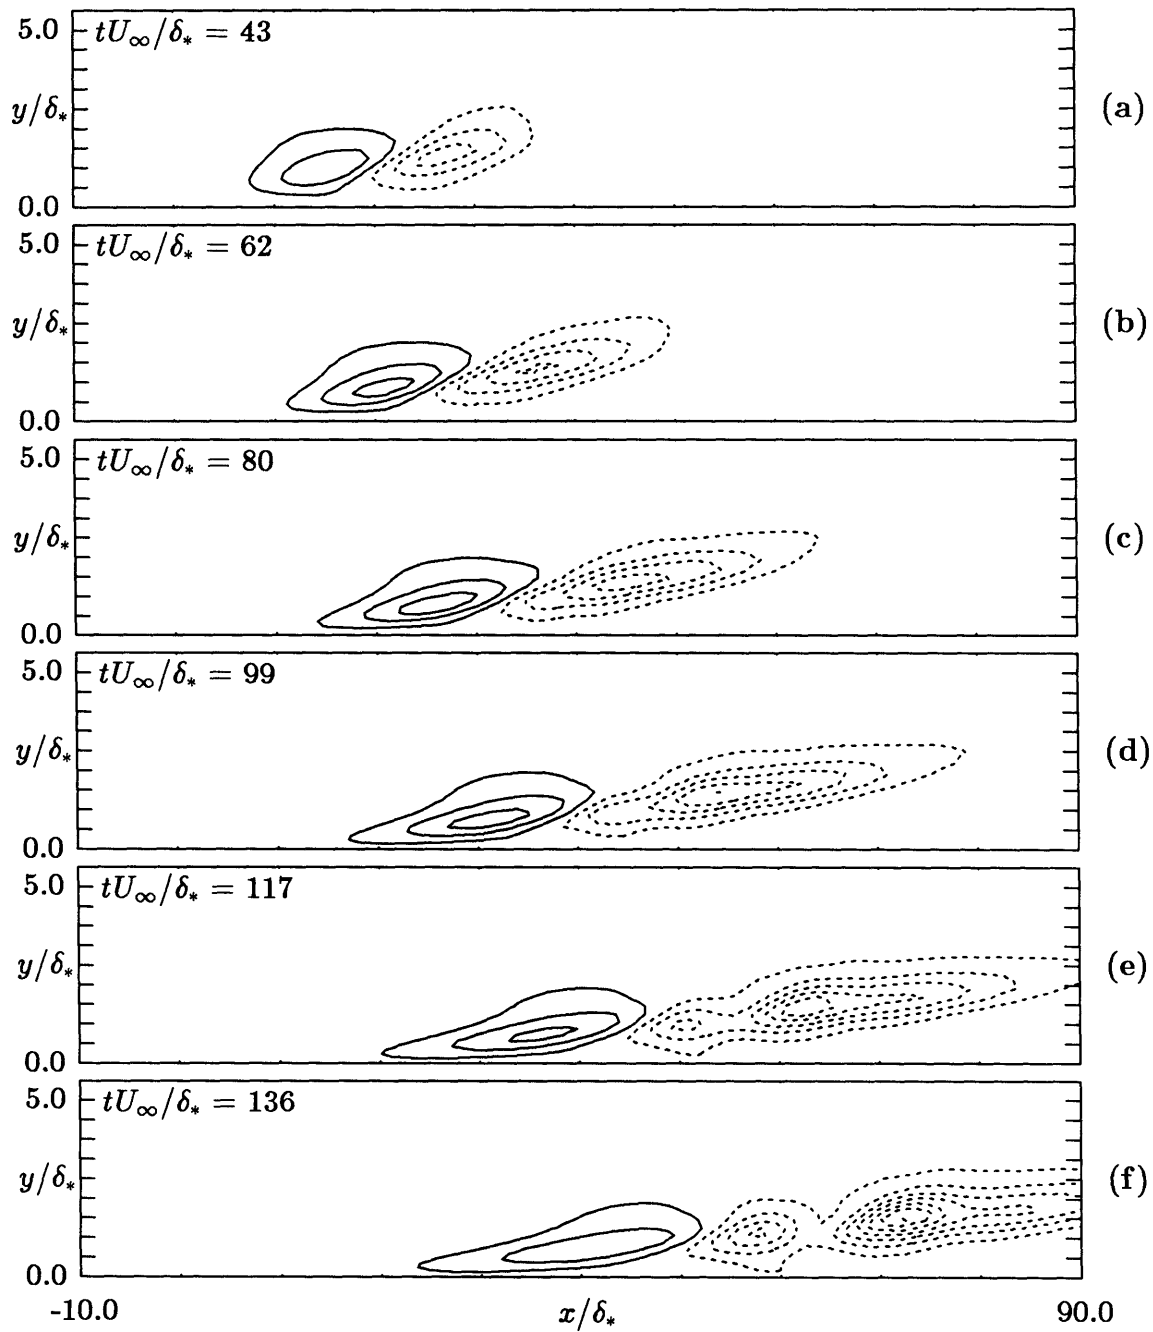 5.0 tU∞/δ* = 43
y/δ* (a)
0.0
5.0 tU∞/δ* = 62
y/δ* (b)
0.0
5.0 tU∞/δ* = 80
y/δ* (c)
0.0
5.0 tU∞/δ* = 99
y/δ* (d)
0.0
5.0 tU∞/δ* = 117
y/δ* (e)
0.0
5.0 tU∞/δ* = 136
y/δ* (f)
0.0
-10.0 x/δ* 90.0